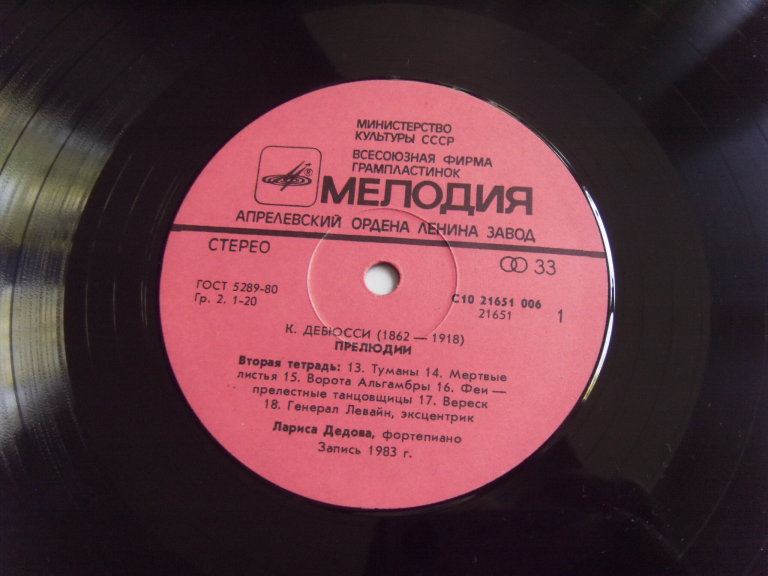 МИНИСТЕРСТВО
КУЛЬТУРЫ СССР
ВСЕСОЮЗНАЯ ФИРМА
ГРАМПЛАСТИНОК
МЕЛОДИЯ
АПРЕЛЕВСКИЙ ОРДЕНА ЛЕНИНА ЗАВОД
СТЕРЕО
33
ГОСТ 5289-80
Гр. 2. 1-20
С10 21651 006
21651
1
К. ДЕБЮССИ (1862 — 1918)
ПРЕЛЮДИИ
Вторая тетрадь: 13. Туманы 14. Мертвые
листья 15. Ворота Альгамбры 16. Феи —
прелестные танцовщицы 17. Вереск
18. Генерал Левайн, эксцентрик
Лариса Дедова, фортепиано
Запись 1983 г.